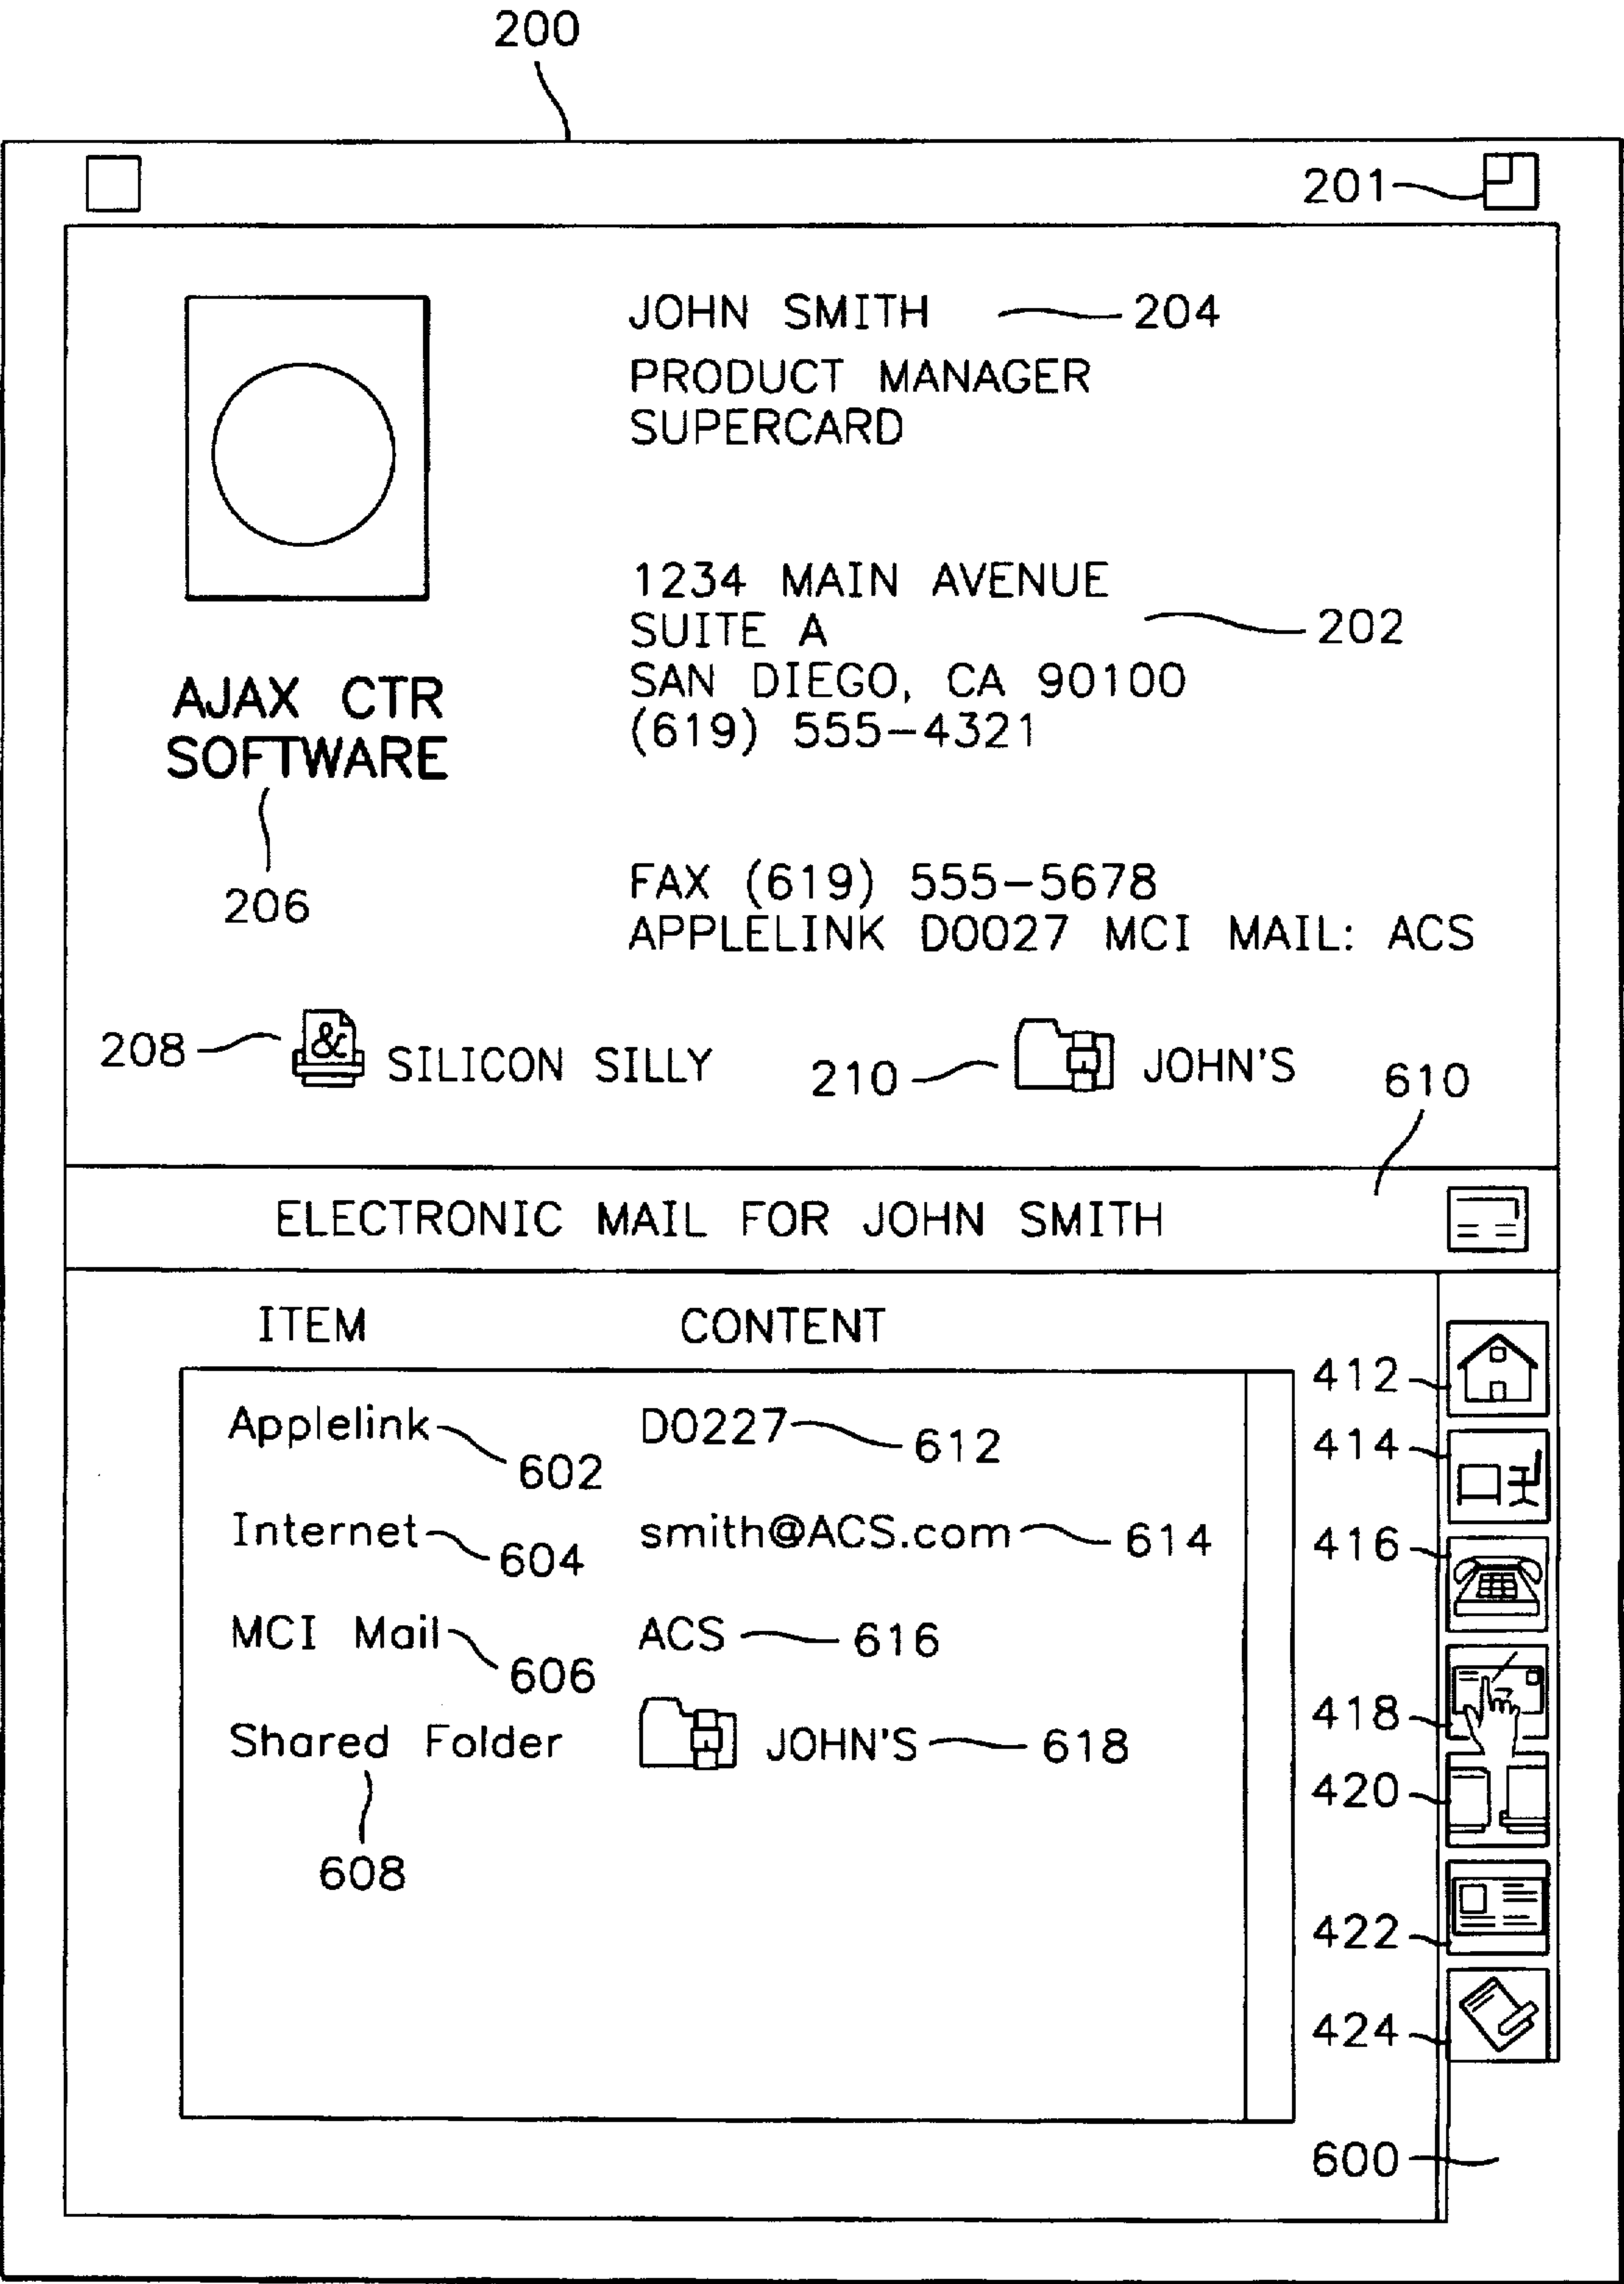 200
201
JOHN SMITH 204
PRODUCT MANAGER
SUPERCARD
1234 MAIN AVENUE
SUITE A 202
SAN DIEGO, CA 90100
(619) 555-4321
AJAX CTR
SOFTWARE
206
FAX (619) 555-5678
APPLELINK D0027 MCI MAIL: ACS
208 & SILICON SILLY
210 JOHN'S
610
ELECTRONIC MAIL FOR JOHN SMITH
ITEM CONTENT
Applelink 602 D0227 612
Internet 604 smith@ACS.com 614
MCI Mail 606 ACS 616
Shared Folder JOHN'S 618
608
412
414
416
418
420
422
424
600